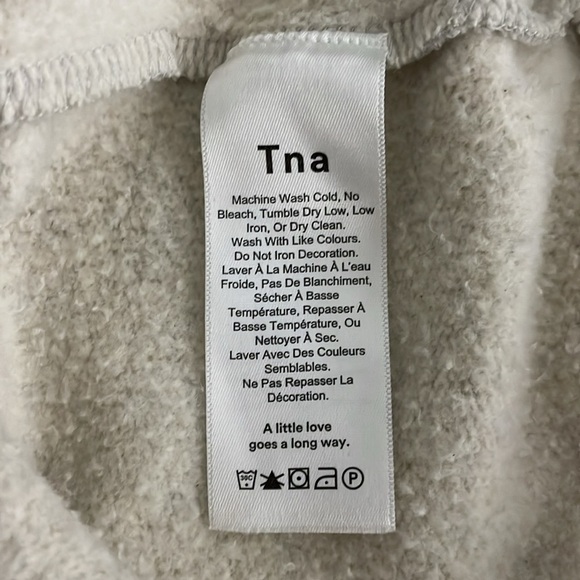 Tna
Machine Wash Cold, No
Bleach, Tumble Dry Low, Low
Iron, Or Dry Clean.
Wash With Like Colours.
Do Not Iron Decoration.
Laver À La Machine À L'eau
Froide, Pas De Blanchiment,
Sécher À Basse
Température, Repasser À
Basse Température, Ou
Nettoyer À Sec.
Laver Avec Des Couleurs
Semblables.
Ne Pas Repasser La
Décoration.
A little love
goes a long way.
30C P